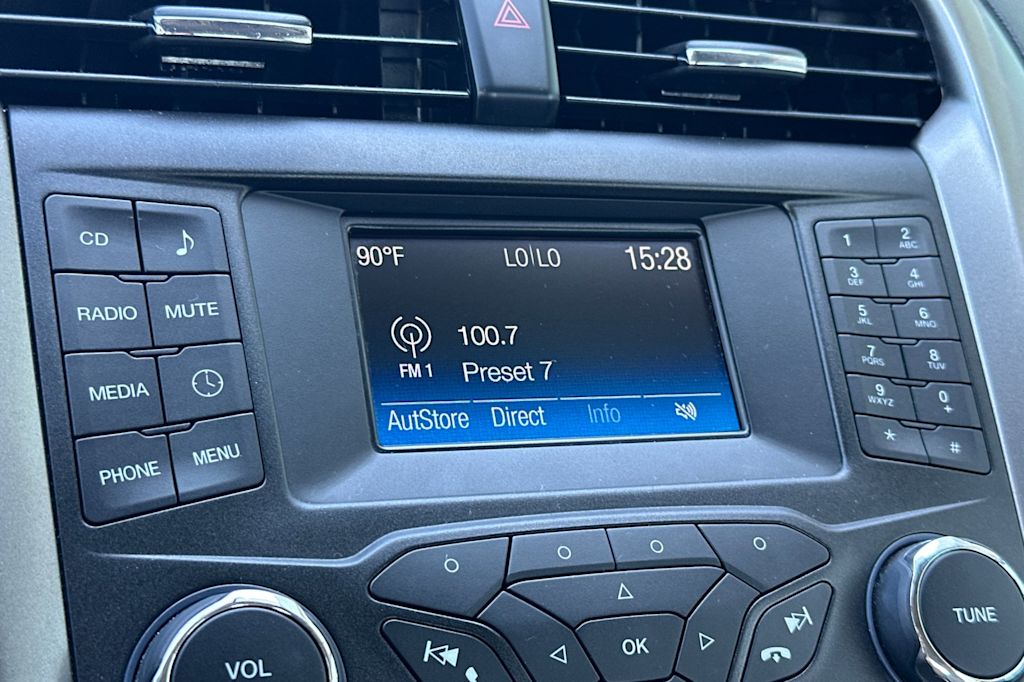 90°F LO|LO 15:28
100.7
FM 1 Preset 7
AutStore Direct Info
CD
RADIO MUTE
MEDIA
PHONE MENU
1 2 ABC
3 DEF 4 GHI
5 JKL 6 MNO
7 PQRS 8 TUV
9 WXYZ 0 +
* #
OK
VOL
TUNE